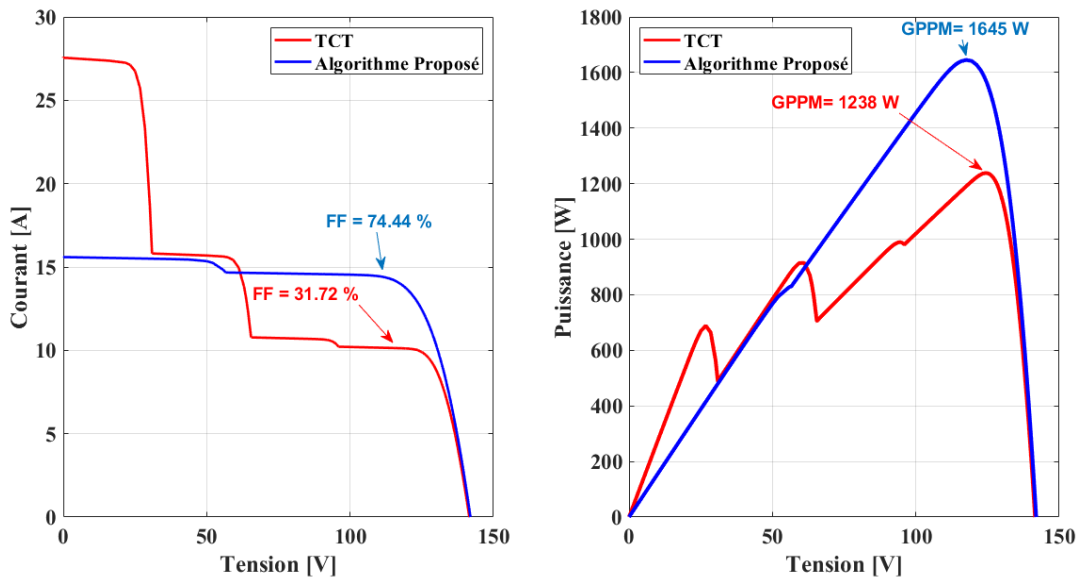 30
25
20
15
10
5
0
Courant [A]
TCT
Algorithme Proposé
FF = 74.44 %
FF = 31.72 %
0
50
100
150
Tension [V]
1800
1600
1400
1200
1000
800
600
400
200
0
Puissance [W]
TCT
Algorithme Proposé
GPPM= 1645 W
GPPM= 1238 W
0
50
100
150
Tension [V]